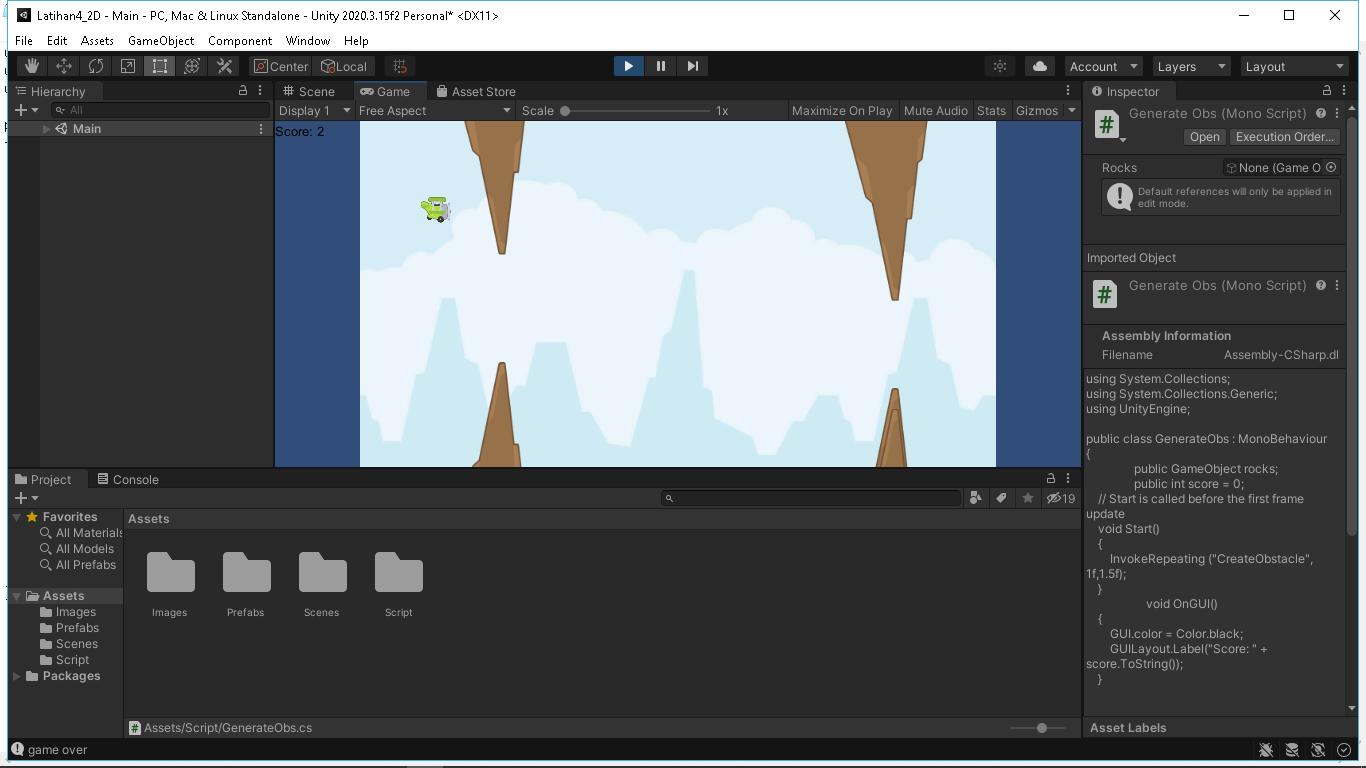 Latihan4_2D - Main - PC, Mac & Linux Standalone - Unity 2020.3.15f2 Personal* <DX11>
File Edit Assets GameObject Component Window Help
Center Local Account Layers Layout
Hierarchy
All
Main
Scene Game Asset Store
Display 1 Free Aspect Scale 1x Maximize On Play Mute Audio Stats Gizmos
Score: 2
Inspector
Generate Obs (Mono Script)
Open Execution Order...
Rocks None (Game O
Default references will only be applied in
edit mode.
Imported Object
Generate Obs (Mono Script)
Assembly Information
Filename Assembly-CSharp.dl
using System.Collections;
using System.Collections.Generic;
using UnityEngine;
public class GenerateObs : MonoBehaviour
{
public GameObject rocks;
public int score = 0;
// Start is called before the first frame
update
void Start()
{
InvokeRepeating ("CreateObstacle",
1f,1.5f);
}
void OnGUI()
{
GUI.color = Color.black;
GUILayout.Label("Score: " +
score.ToString());
}
Asset Labels
Project Console
19
Favorites
All Materials
All Models
All Prefabs
Assets
Images
Prefabs
Scenes
Script
Packages
Assets
Images Prefabs Scenes Script
Assets/Script/GenerateObs.cs
game over